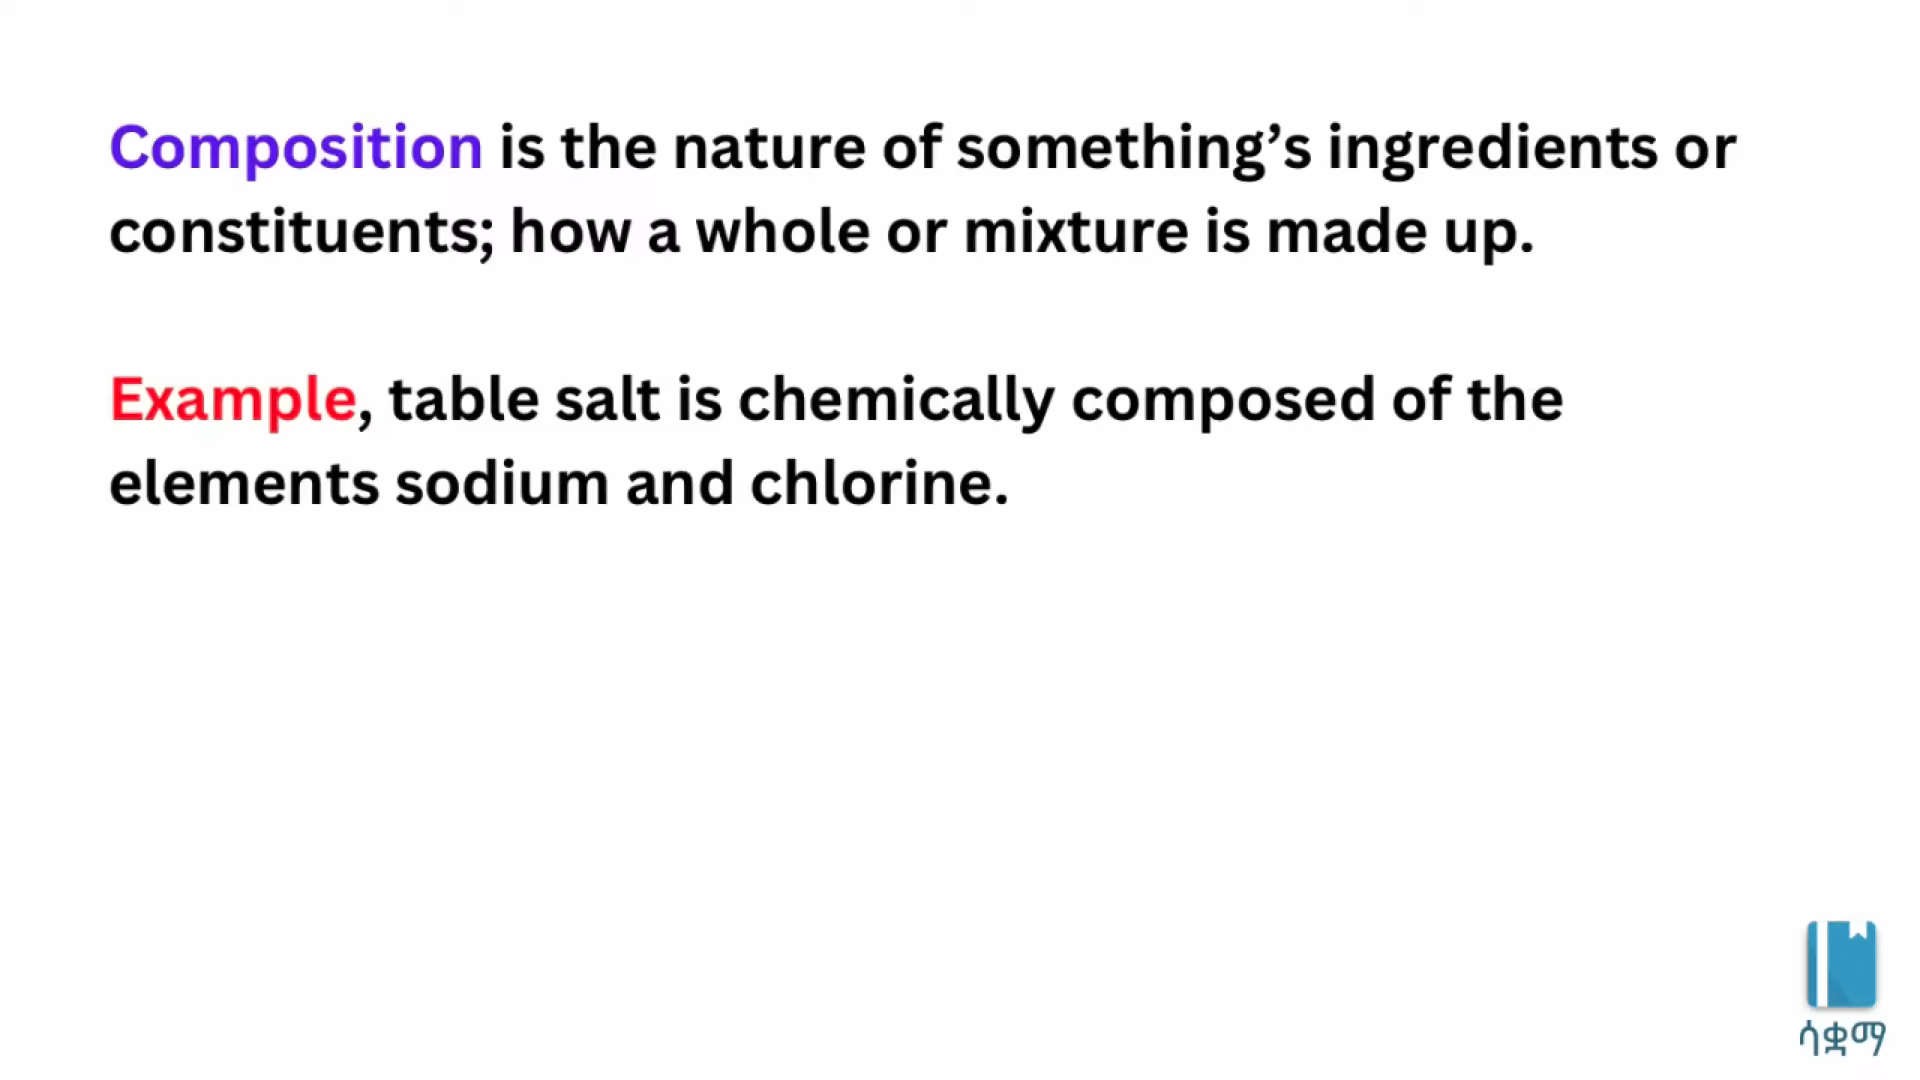 Composition is the nature of something’s ingredients or
constituents; how a whole or mixture is made up.
Example, table salt is chemically composed of the
elements sodium and chlorine.
ሳቋማ